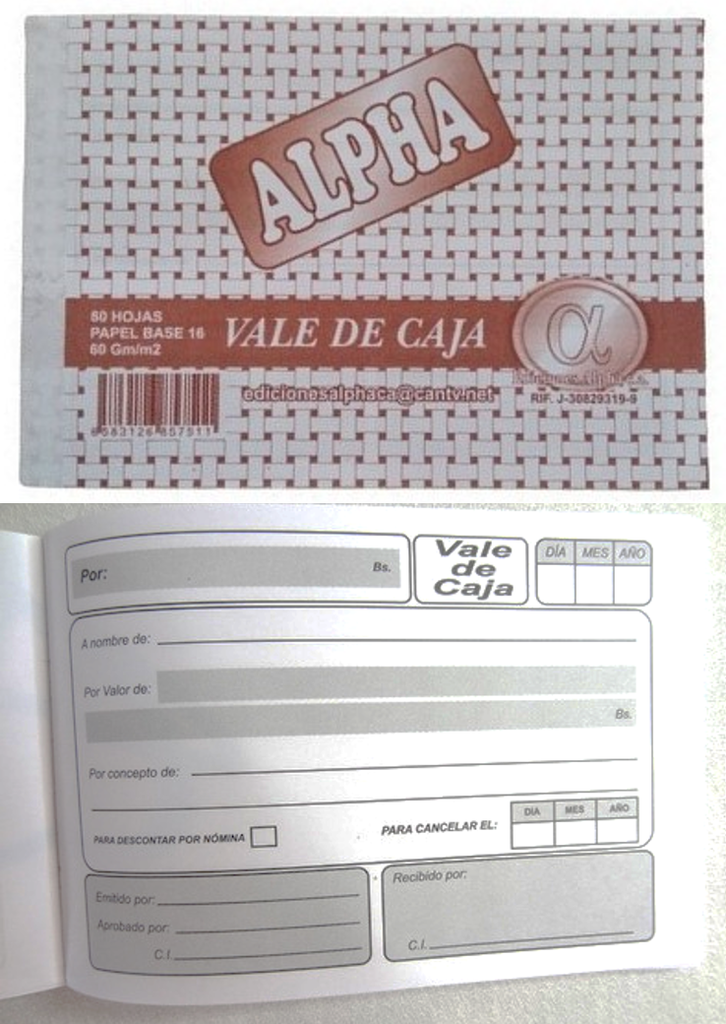 ALPHA
80 HOJAS
PAPEL BASE 16
60 Gm/m2
VALE DE CAJA
α
edicionesalphaca@cantv.net
RIF. J-30829319-9
Por:
Bs.
Vale
de
Caja
DÍA MES AÑO
A nombre de:
Por Valor de:
Bs.
Por concepto de:
PARA DESCONTAR POR NÓMINA
PARA CANCELAR EL:
DIA MES AÑO
Emitido por:
Aprobado por:
C.I.
Recibido por:
C.I.